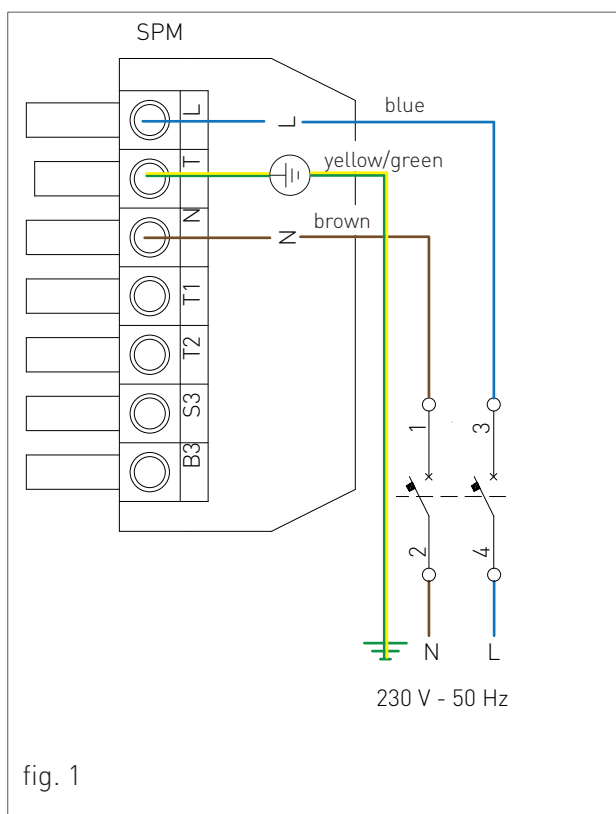 SPM
L
L
blue
T
yellow/green
N
N
brown
T1
T2
S3
B3
1
3
2
4
N
L
230 V - 50 Hz
fig. 1